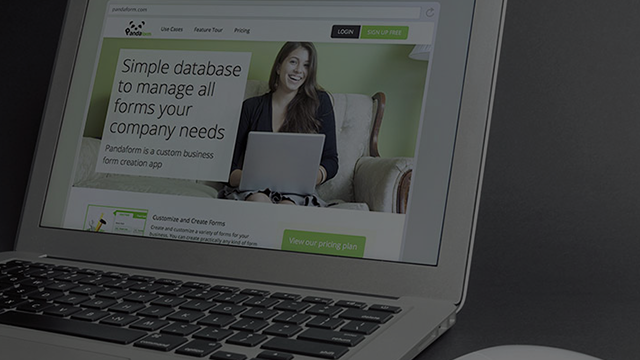 pandaform.com
Panda
Use Cases Feature Tour Pricing LOGIN SIGN UP FREE
Simple database
to manage all
forms your
company needs
Pandaform is a custom business
form creation app
Customize and Create Forms
Create and customize a variety of forms for your
Business. You can create practically any kind of form
View our pricing plan